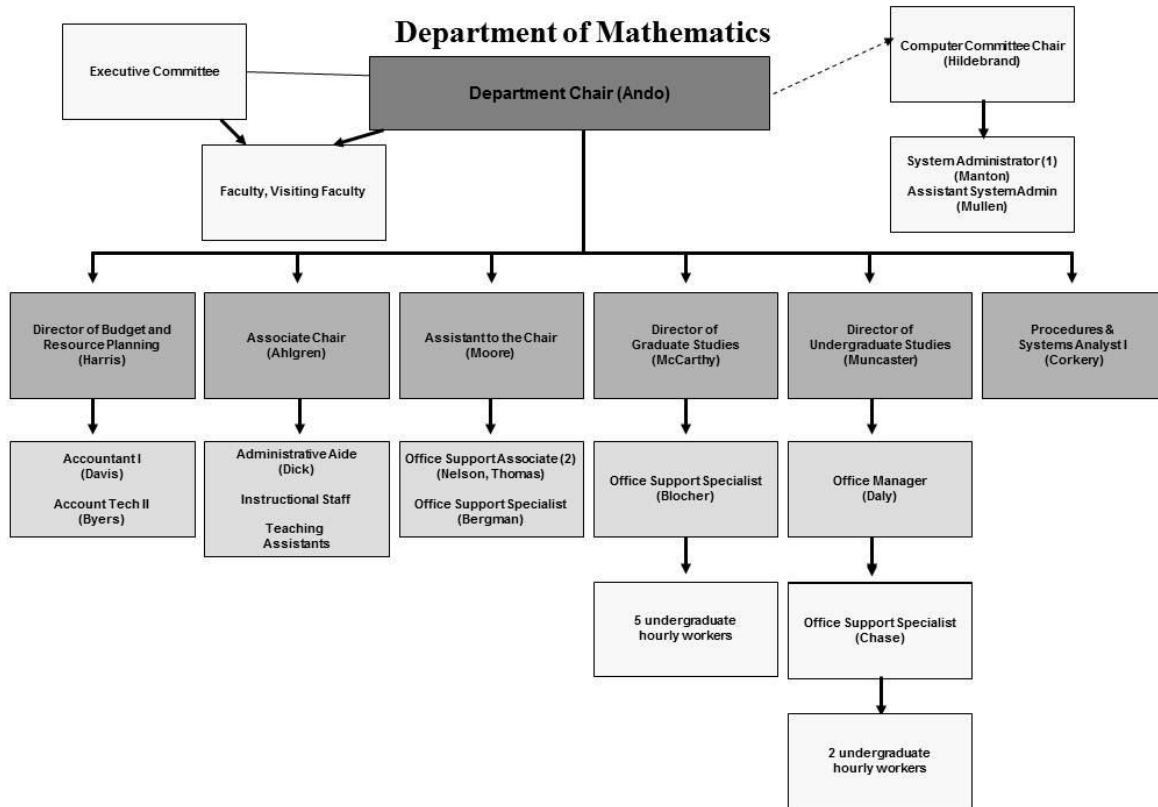 Department of Mathematics
Executive Committee
Department Chair (Ando)
Computer Committee Chair
(Hildebrand)
Faculty, Visiting Faculty
System Administrator (1)
(Manton)
Assistant System Admin
(Mullen)
Director of Budget and
Resource Planning
(Harris)
Associate Chair
(Ahlgren)
Assistant to the Chair
(Moore)
Director of
Graduate Studies
(McCarthy)
Director of
Undergraduate Studies
(Muncaster)
Procedures &
Systems Analyst I
(Corkery)
Accountant I
(Davis)
Account Tech II
(Byers)
Administrative Aide
(Dick)
Instructional Staff
Teaching
Assistants
Office Support Associate (2)
(Nelson, Thomas)
Office Support Specialist
(Bergman)
Office Support Specialist
(Blocher)
Office Manager
(Daly)
5 undergraduate
hourly workers
Office Support Specialist
(Chase)
2 undergraduate
hourly workers